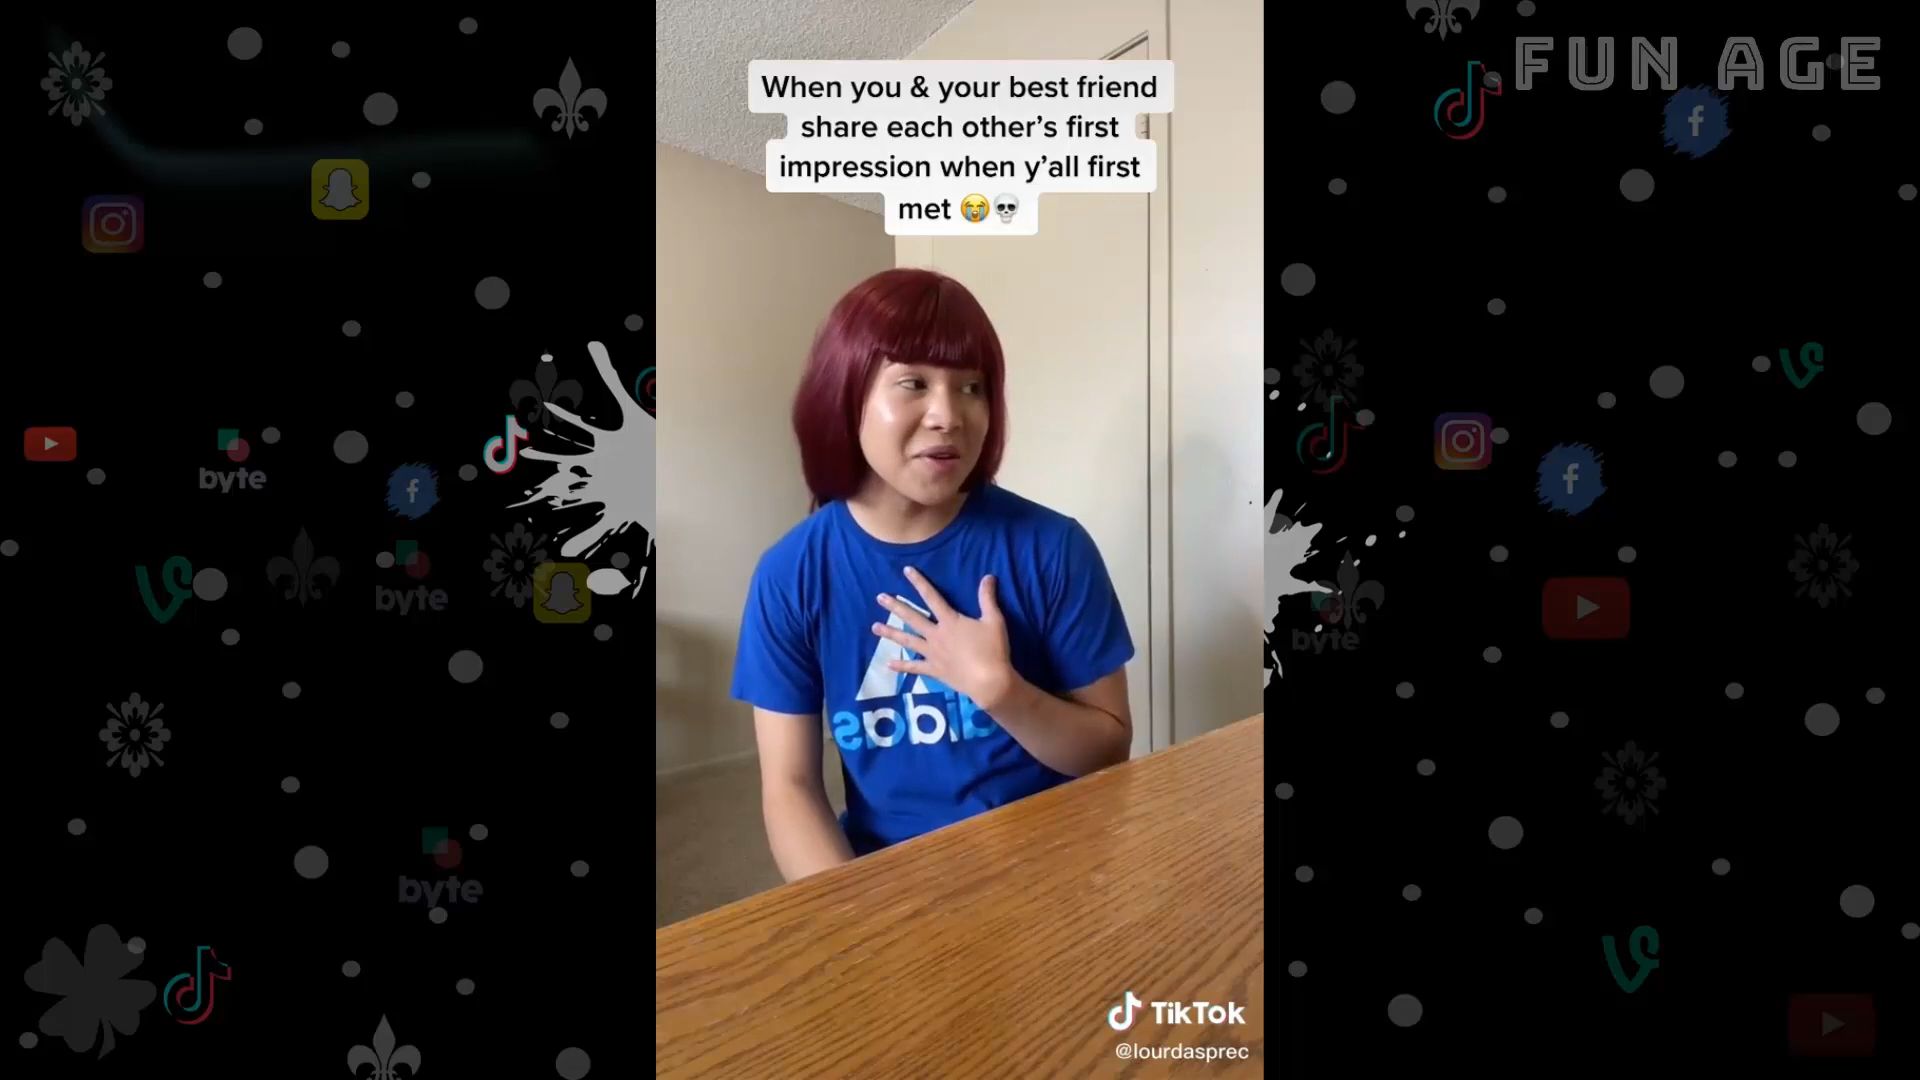 FUN AGE
When you & your best friend
share each other’s first
impression when y’all first
met 😭💀
adidas
byte
byte
byte
byte
TikTok
@lourdasprec